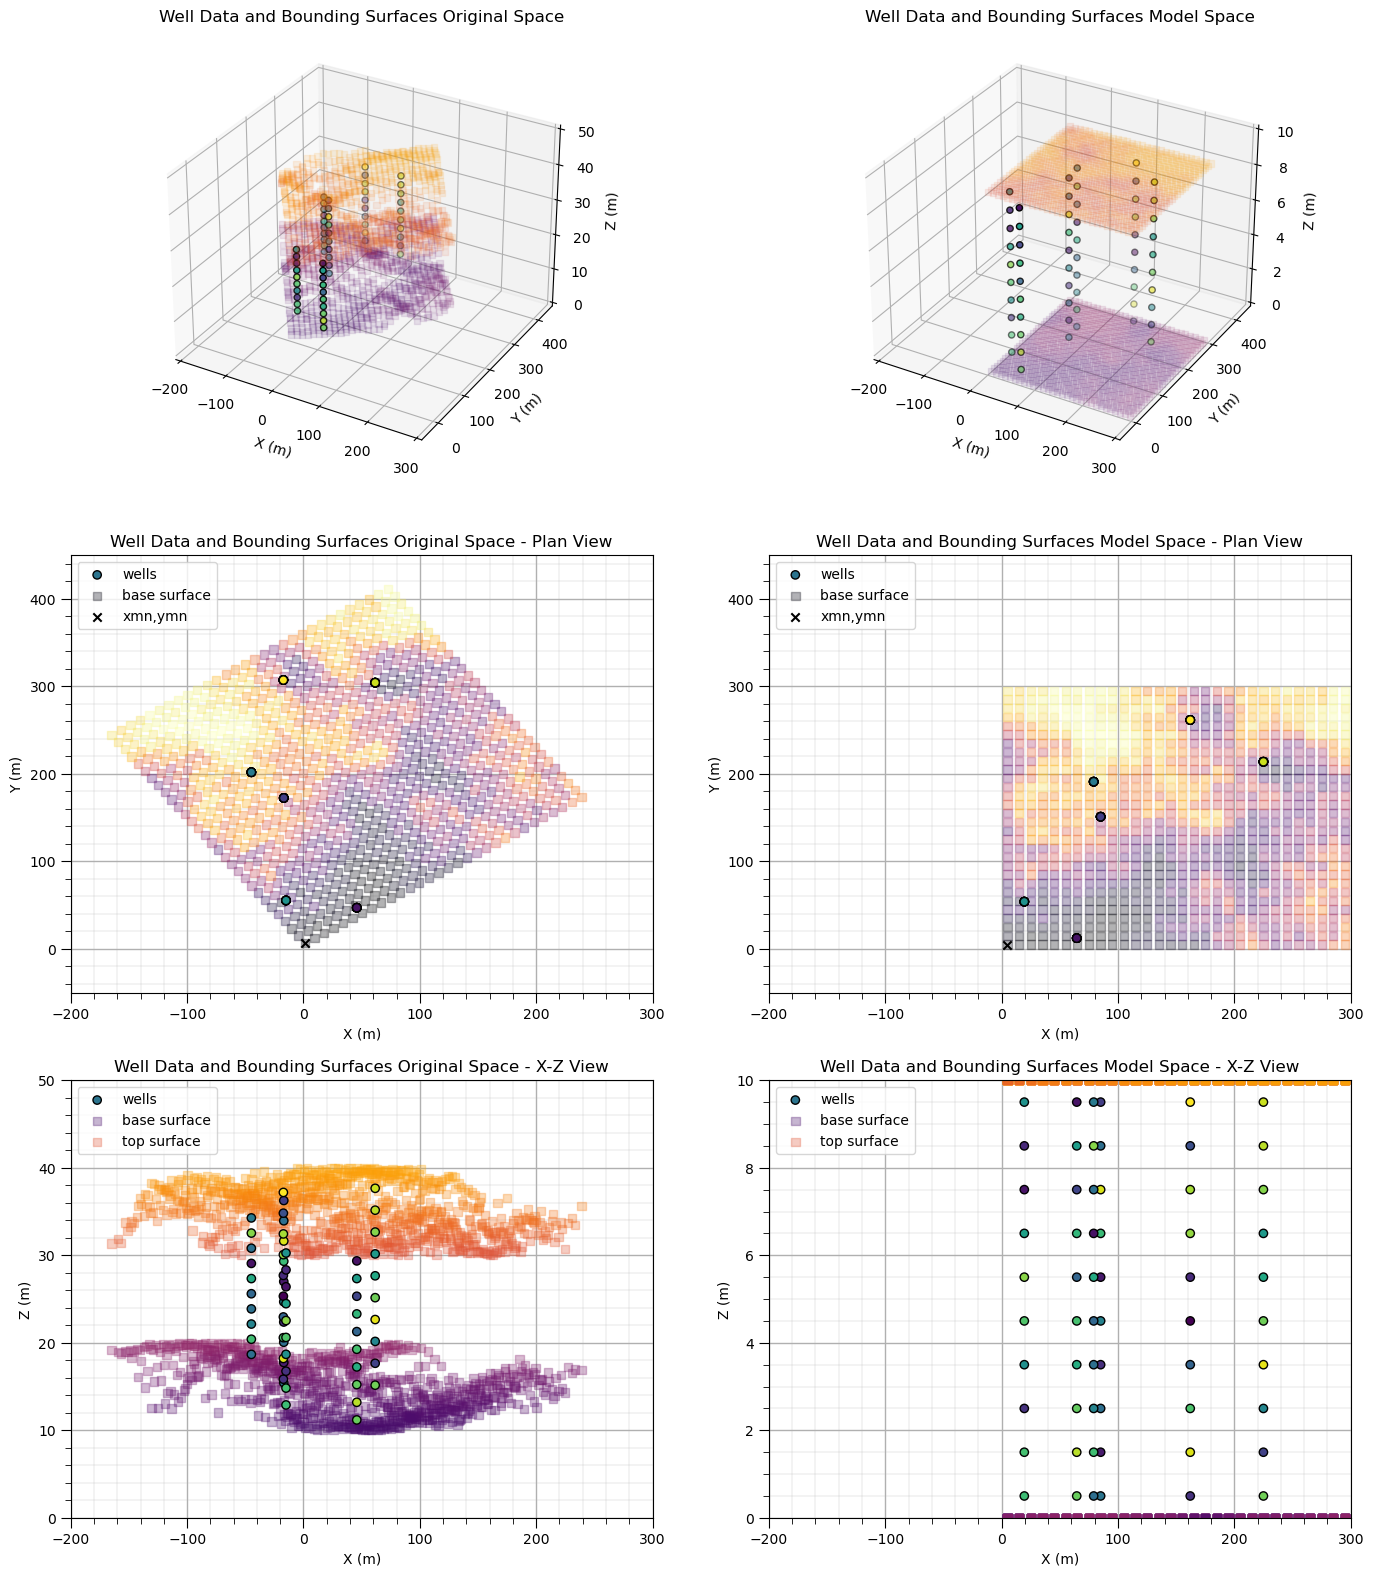 Well Data and Bounding Surfaces Original Space
50
40
30
20
10
0
Z (m)
400
300
200
100
0
Y (m)
−200
−100
0
100
200
300
X (m)
Well Data and Bounding Surfaces Model Space
10
8
6
4
2
0
Z (m)
400
300
200
100
0
Y (m)
−200
−100
0
100
200
300
X (m)
Well Data and Bounding Surfaces Original Space - Plan View
wells
base surface
xmn,ymn
400
300
200
100
0
Y (m)
−200 −100 0 100 200 300
X (m)
Well Data and Bounding Surfaces Model Space - Plan View
wells
base surface
xmn,ymn
400
300
200
100
0
Y (m)
−200 −100 0 100 200 300
X (m)
Well Data and Bounding Surfaces Original Space - X-Z View
wells
base surface
top surface
50
40
30
20
10
0
Z (m)
−200 −100 0 100 200 300
X (m)
Well Data and Bounding Surfaces Model Space - X-Z View
wells
base surface
top surface
10
8
6
4
2
0
Z (m)
−200 −100 0 100 200 300
X (m)